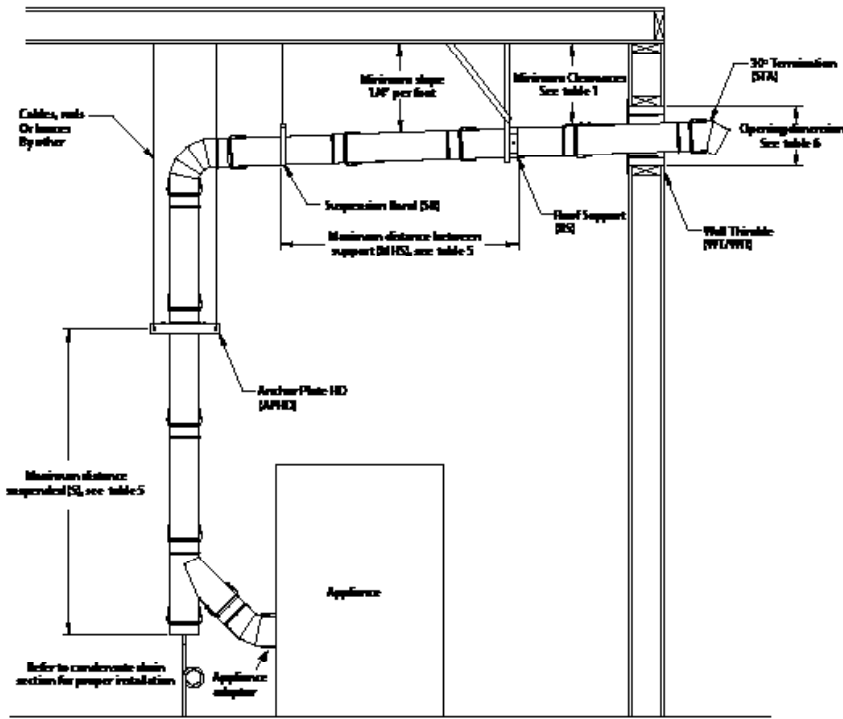 Minimum slope
1/4" per foot
Minimum Clearances
See table 1
30° Termination
(STA)
Cables, rods
Or braces
By other
Opening dimension
See table 6
Suspension Band (SB)
Roof Support
(RS)
Wall Thimble
Maximum distance between
support (MHS), see table 5
Anchor Plate HD
(APHD)
Maximum distance
suspended (S), see table 5
Appliance
Refer to condensate drain
section for proper installation
Appliance
adaptor